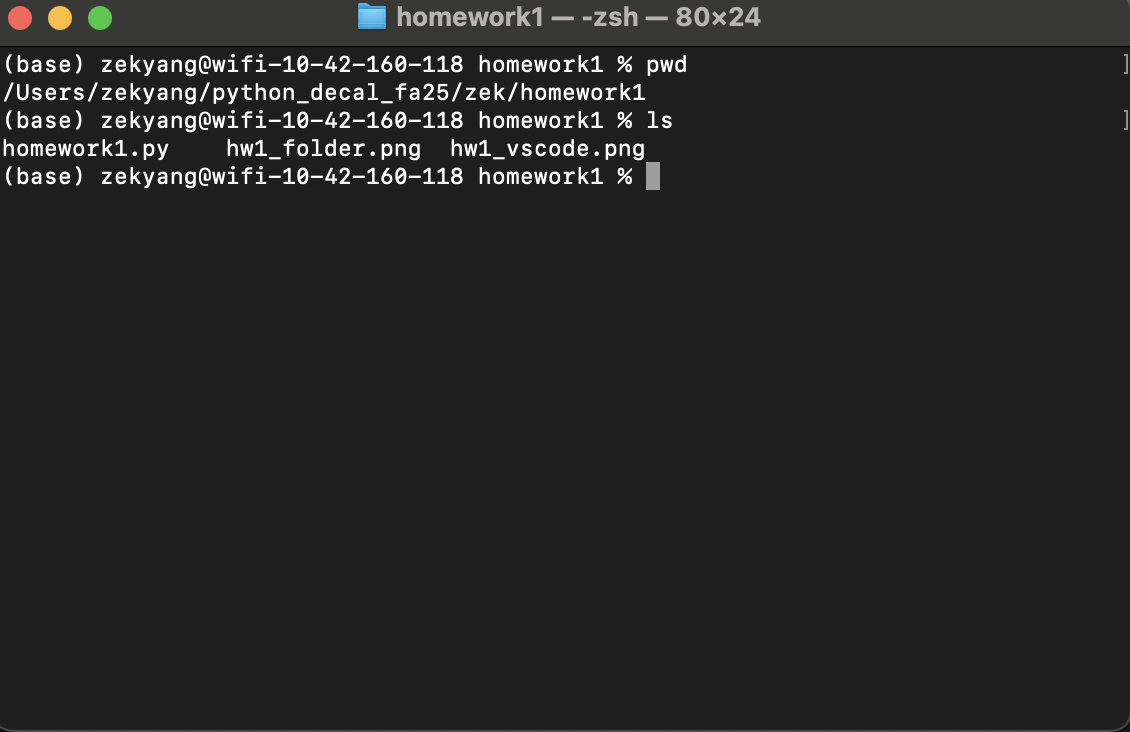 homework1 — -zsh — 80×24
(base) zekyang@wifi-10-42-160-118 homework1 % pwd
/Users/zekyang/python_decal_fa25/zek/homework1
(base) zekyang@wifi-10-42-160-118 homework1 % ls
homework1.py    hw1_folder.png  hw1_vscode.png
(base) zekyang@wifi-10-42-160-118 homework1 %